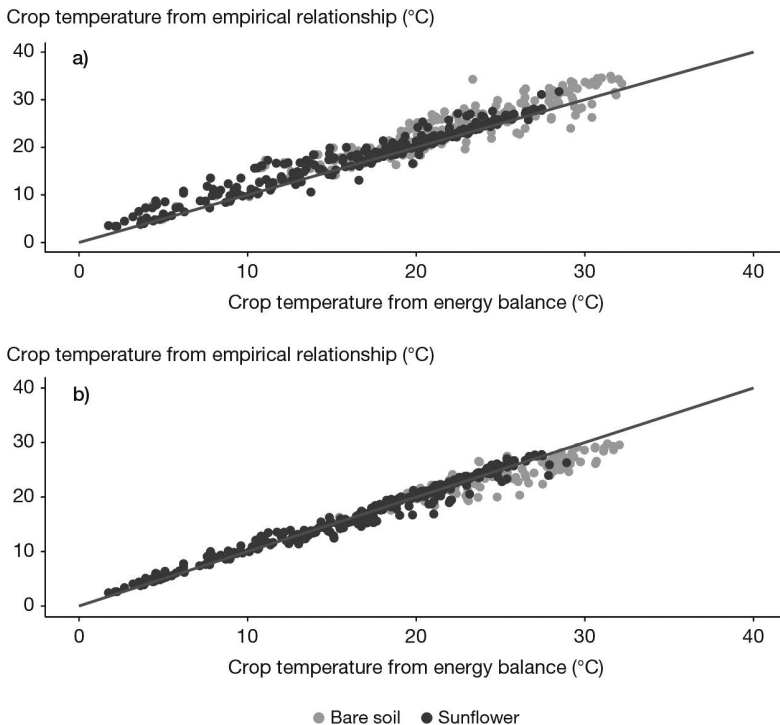 Crop temperature from empirical relationship (°C)
40
a)
30
20
10
0
0 10 20 30 40
Crop temperature from energy balance (°C)
Crop temperature from empirical relationship (°C)
40
b)
30
20
10
0
0 10 20 30 40
Crop temperature from energy balance (°C)
Bare soil Sunflower